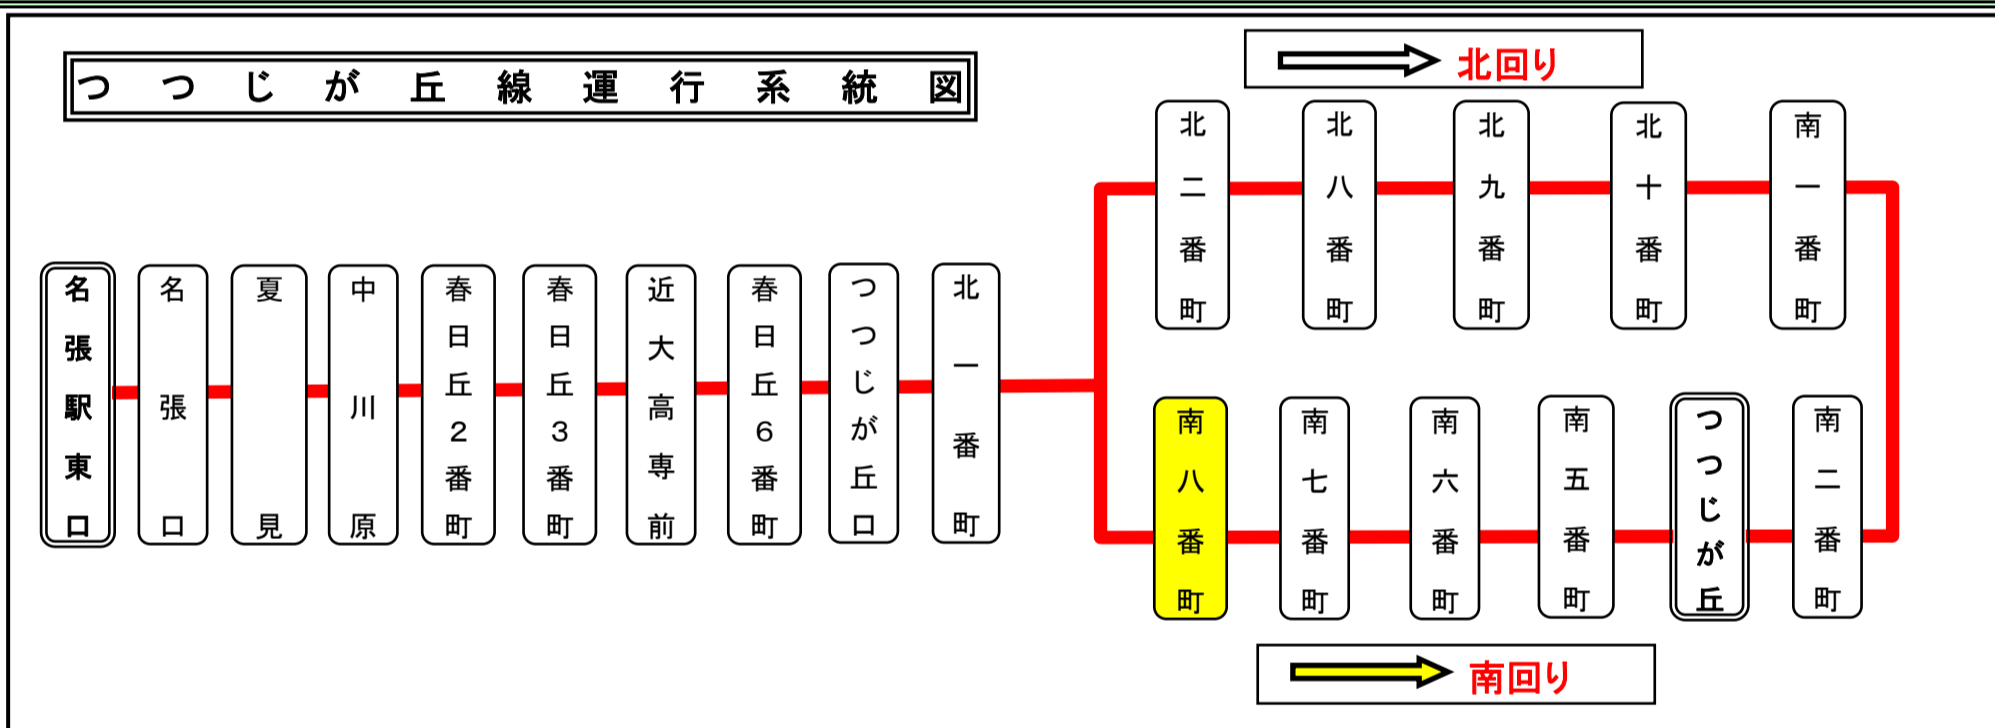 つつじが丘線運行系統図
北回り
北二番町
北八番町
北九番町
北十番町
南一番町
名張駅東口
名張口
夏見
中川原
春日丘2番町
春日丘3番町
近大高専前
春日丘6番町
つつじが丘口
北一番町
南八番町
南七番町
南六番町
南五番町
つつじが丘
南二番町
南回り